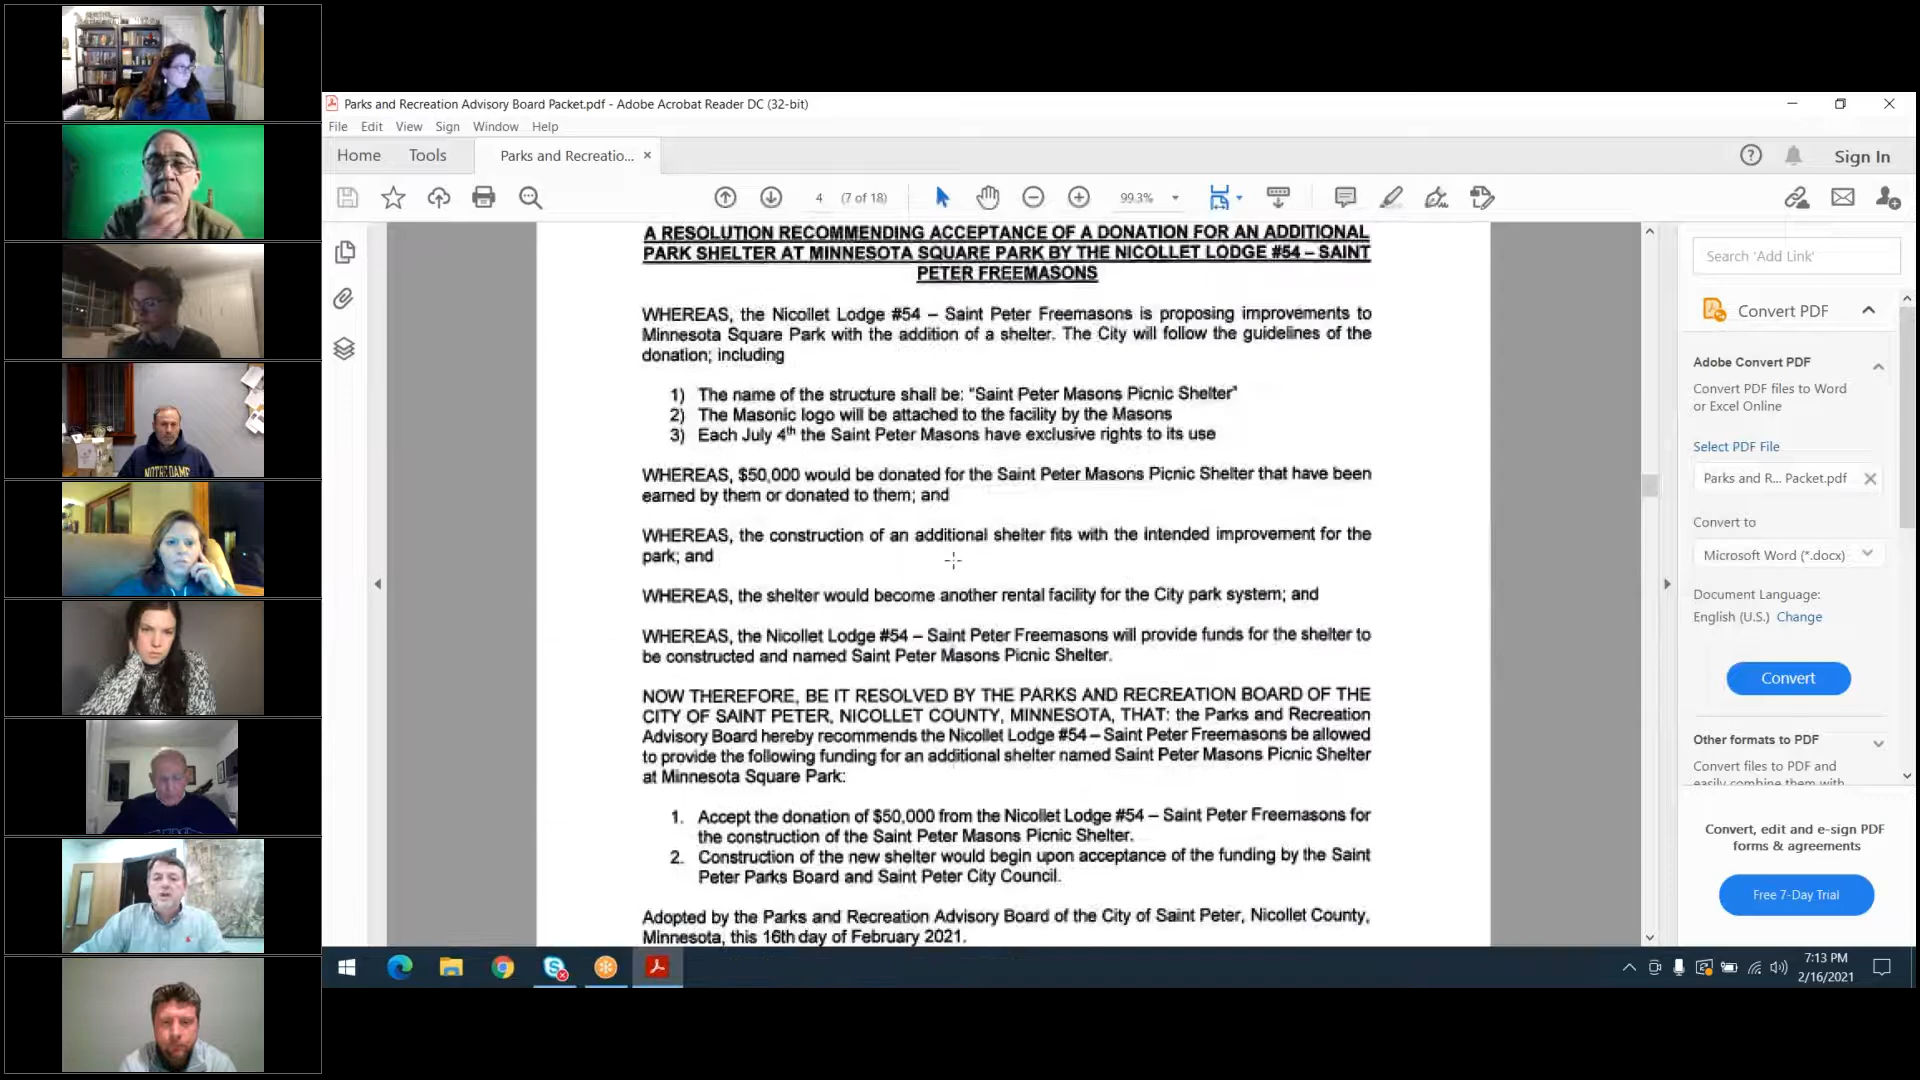 Parks and Recreation Advisory Board Packet.pdf - Adobe Acrobat Reader DC (32-bit)
File Edit View Sign Window Help
Home Tools Parks and Recreatio... × Sign In
4 (7 of 18) 99.3%
A RESOLUTION RECOMMENDING ACCEPTANCE OF A DONATION FOR AN ADDITIONAL
PARK SHELTER AT MINNESOTA SQUARE PARK BY THE NICOLLET LODGE #54 – SAINT
PETER FREEMASONS
WHEREAS, the Nicollet Lodge #54 – Saint Peter Freemasons is proposing improvements to
Minnesota Square Park with the addition of a shelter. The City will follow the guidelines of the
donation; including
1) The name of the structure shall be: "Saint Peter Masons Picnic Shelter"
2) The Masonic logo will be attached to the facility by the Masons
3) Each July 4th the Saint Peter Masons have exclusive rights to its use
WHEREAS, $50,000 would be donated for the Saint Peter Masons Picnic Shelter that have been
earned by them or donated to them; and
WHEREAS, the construction of an additional shelter fits with the intended improvement for the
park; and
WHEREAS, the shelter would become another rental facility for the City park system; and
WHEREAS, the Nicollet Lodge #54 – Saint Peter Freemasons will provide funds for the shelter to
be constructed and named Saint Peter Masons Picnic Shelter.
NOW THEREFORE, BE IT RESOLVED BY THE PARKS AND RECREATION BOARD OF THE
CITY OF SAINT PETER, NICOLLET COUNTY, MINNESOTA, THAT: the Parks and Recreation
Advisory Board hereby recommends the Nicollet Lodge #54 – Saint Peter Freemasons be allowed
to provide the following funding for an additional shelter named Saint Peter Masons Picnic Shelter
at Minnesota Square Park:
1. Accept the donation of $50,000 from the Nicollet Lodge #54 – Saint Peter Freemasons for
the construction of the Saint Peter Masons Picnic Shelter.
2. Construction of the new shelter would begin upon acceptance of the funding by the Saint
Peter Parks Board and Saint Peter City Council.
Adopted by the Parks and Recreation Advisory Board of the City of Saint Peter, Nicollet County,
Minnesota, this 16th day of February 2021.
Search 'Add Link'
Convert PDF
Adobe Convert PDF
Convert PDF files to Word
or Excel Online
Select PDF File
Parks and R... Packet.pdf
Convert to
Microsoft Word (*.docx)
Document Language:
English (U.S.) Change
Convert
Other formats to PDF
Convert files to PDF and
easily combine them with
Convert, edit and e-sign PDF
forms & agreements
Free 7-Day Trial
7:13 PM
2/16/2021
NOTRE DAME